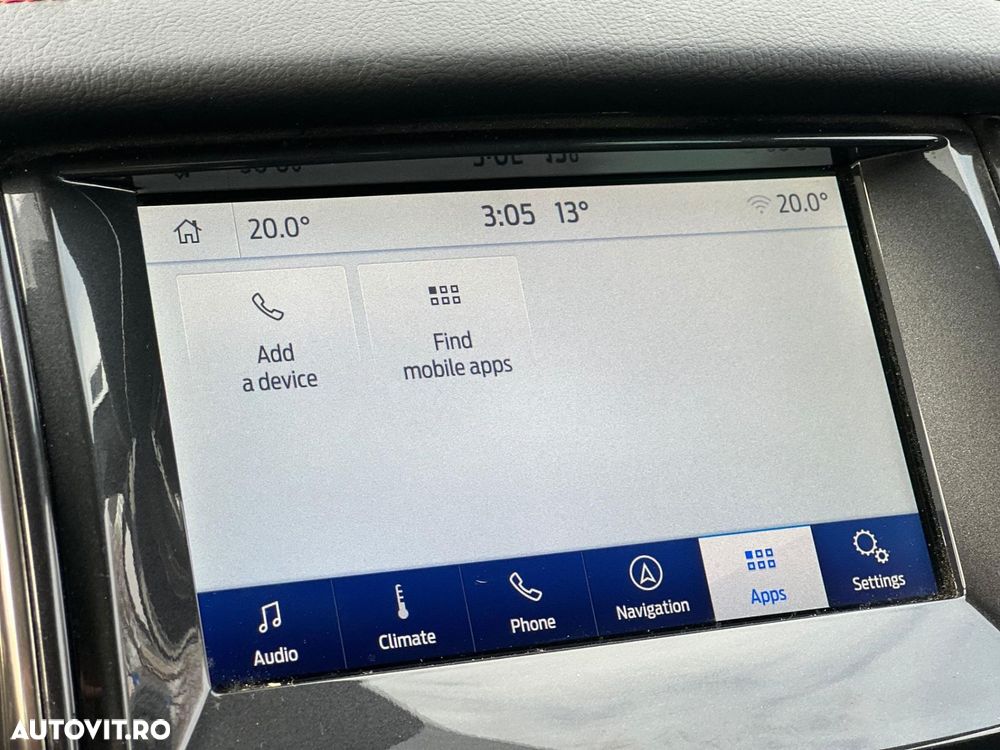 20.0°
3:05 13°
20.0°
Add
a device
Find
mobile apps
Audio
Climate
Phone
Navigation
Apps
Settings
AUTOVIT.RO